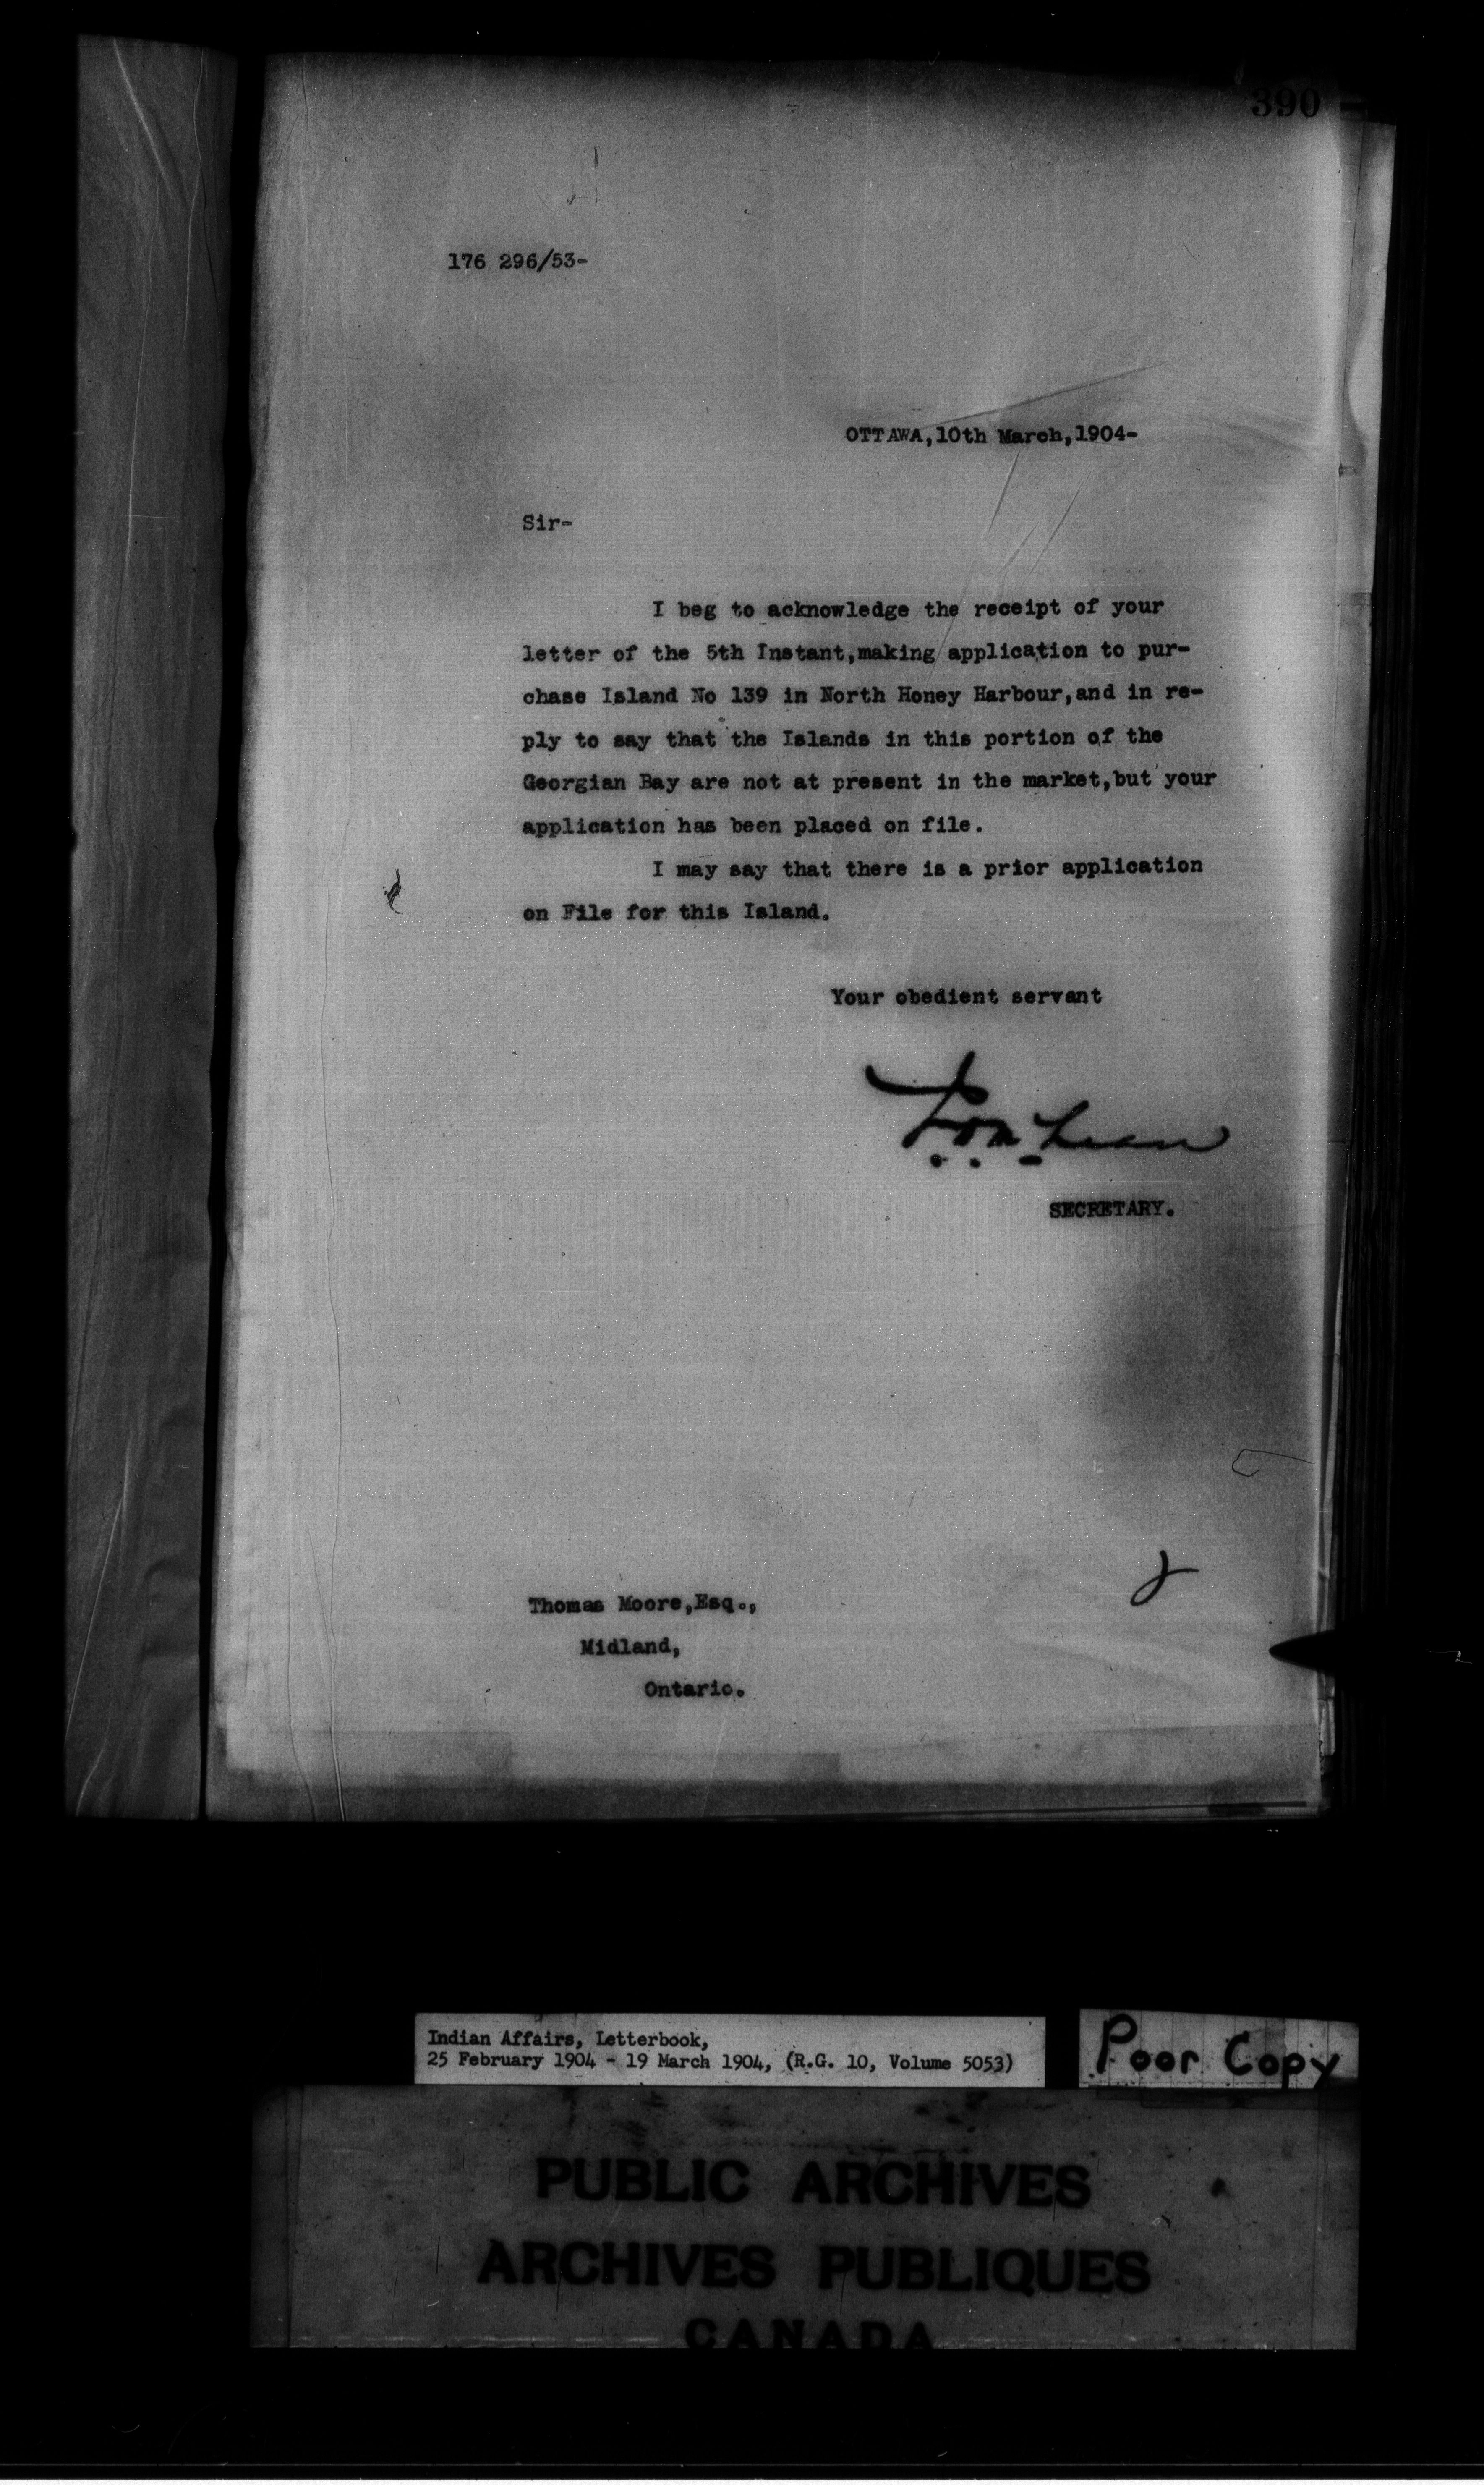 390
176 296/53-
OTTAWA,10th March,1904-
Sir-
I beg to acknowledge the receipt of your
letter of the 5th Instant,making application to pur-
chase Island No 139 in North Honey Harbour,and in re-
ply to say that the Islands in this portion of the
Georgian Bay are not at present in the market,but your
application has been placed on file.
I may say that there is a prior application
on File for this Island.
Your obedient servant
SECRETARY.
Thomas Moore,Esq.,
Midland,
Ontario.
Indian Affairs, Letterbook,
25 February 1904 - 19 March 1904, (R.G. 10, Volume 5053)
Poor Copy
PUBLIC ARCHIVES
ARCHIVES PUBLIQUES
CANADA